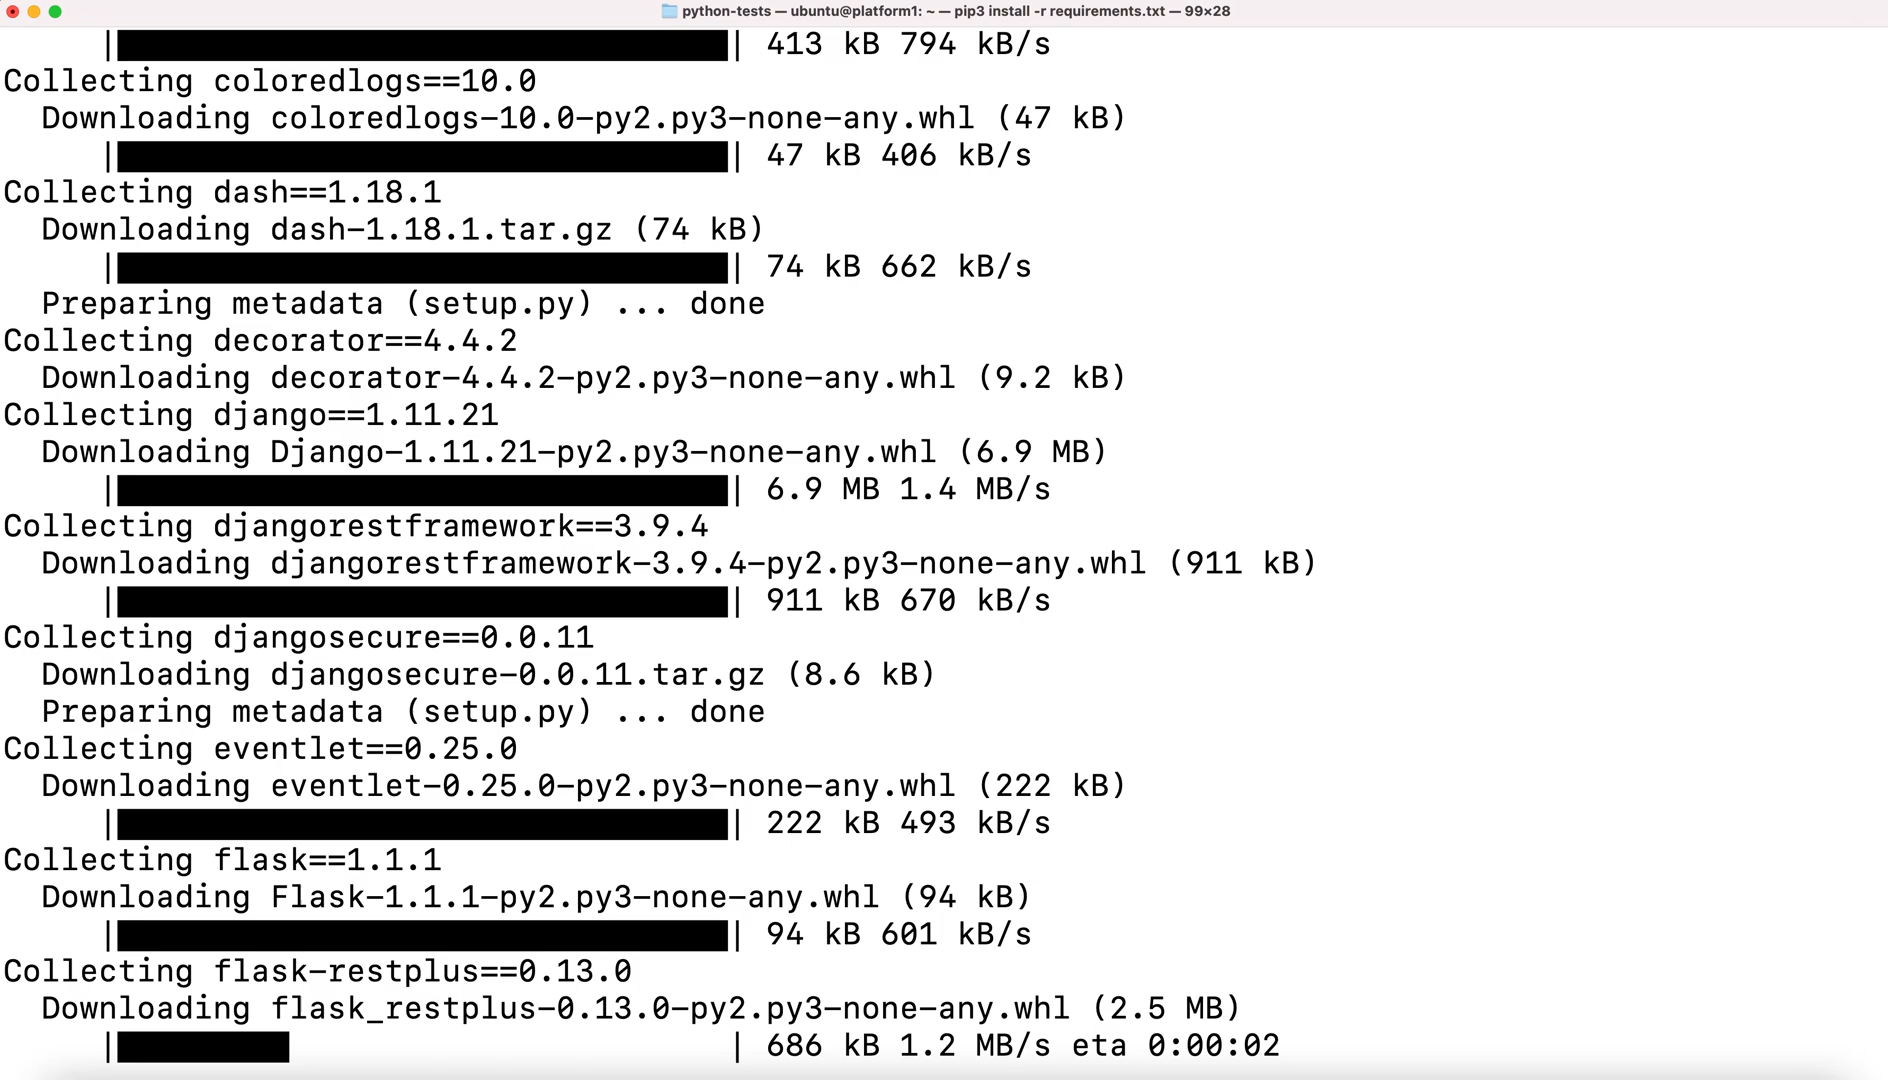 python-tests — ubuntu@platform1: ~ — pip3 install -r requirements.txt — 99×28
| 413 kB 794 kB/s
Collecting coloredlogs==10.0
Downloading coloredlogs-10.0-py2.py3-none-any.whl (47 kB)
| 47 kB 406 kB/s
Collecting dash==1.18.1
Downloading dash-1.18.1.tar.gz (74 kB)
| 74 kB 662 kB/s
Preparing metadata (setup.py) ... done
Collecting decorator==4.4.2
Downloading decorator-4.4.2-py2.py3-none-any.whl (9.2 kB)
Collecting django==1.11.21
Downloading Django-1.11.21-py2.py3-none-any.whl (6.9 MB)
| 6.9 MB 1.4 MB/s
Collecting djangorestframework==3.9.4
Downloading djangorestframework-3.9.4-py2.py3-none-any.whl (911 kB)
| 911 kB 670 kB/s
Collecting djangosecure==0.0.11
Downloading djangosecure-0.0.11.tar.gz (8.6 kB)
Preparing metadata (setup.py) ... done
Collecting eventlet==0.25.0
Downloading eventlet-0.25.0-py2.py3-none-any.whl (222 kB)
| 222 kB 493 kB/s
Collecting flask==1.1.1
Downloading Flask-1.1.1-py2.py3-none-any.whl (94 kB)
| 94 kB 601 kB/s
Collecting flask-restplus==0.13.0
Downloading flask_restplus-0.13.0-py2.py3-none-any.whl (2.5 MB)
| 686 kB 1.2 MB/s eta 0:00:02